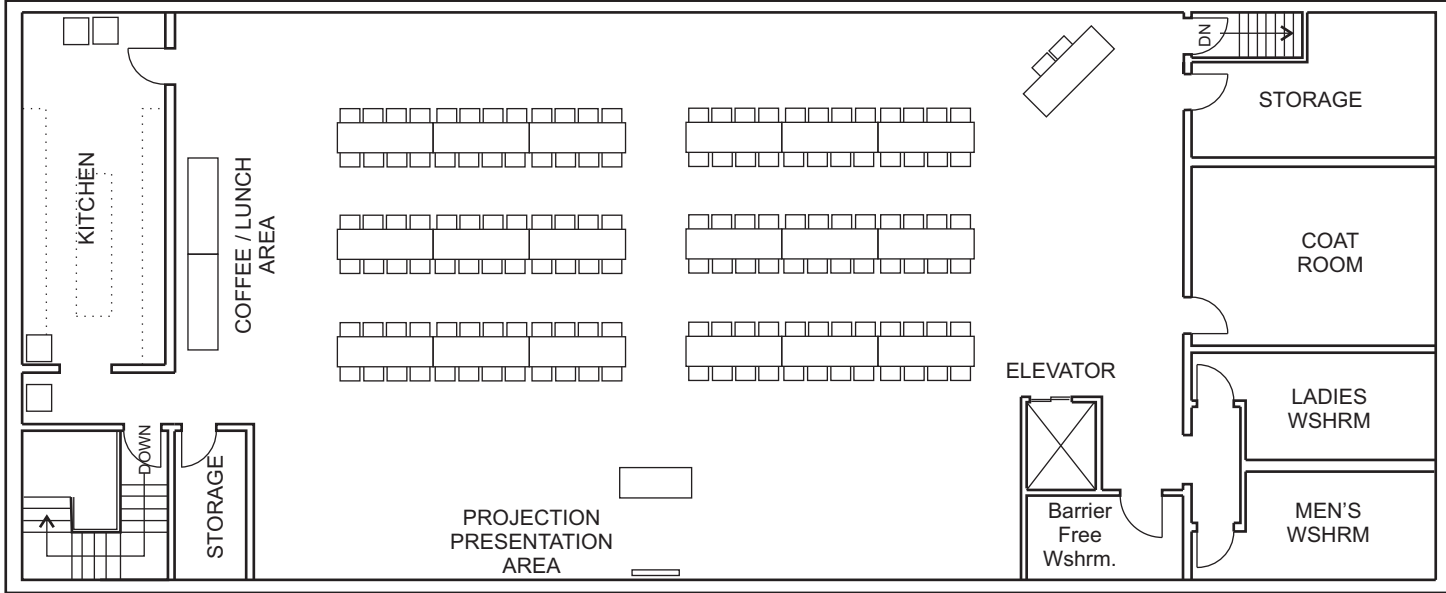 DN
STORAGE
KITCHEN
COFFEE / LUNCH
AREA
COAT
ROOM
ELEVATOR
LADIES
WSHRM
DOWN
STORAGE
PROJECTION
PRESENTATION
AREA
Barrier
Free
Wshrm.
MEN'S
WSHRM